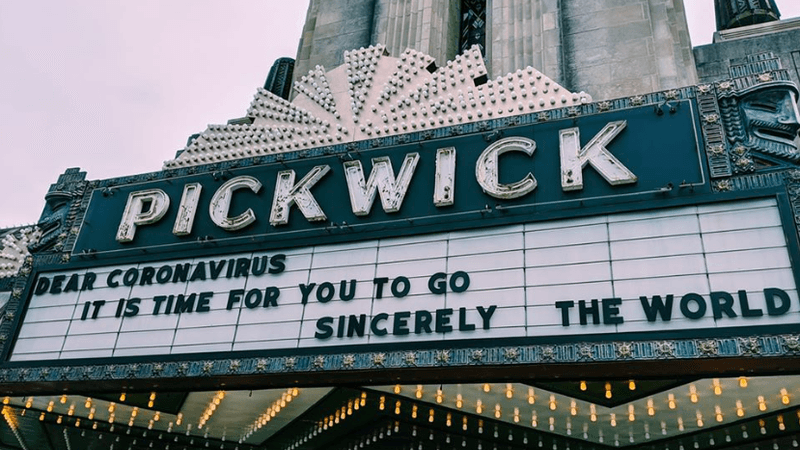 PICKWICK
DEAR CORONAVIRUS
IT IS TIME FOR YOU TO GO
SINCERELY THE WORLD